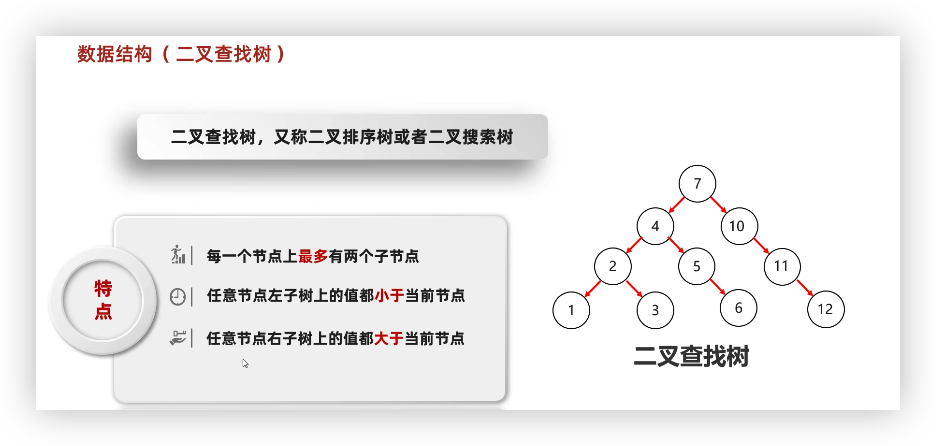 数据结构（二叉查找树）
二叉查找树，又称二叉排序树或者二叉搜索树
特
点
每一个节点上最多有两个子节点
任意节点左子树上的值都小于当前节点
任意节点右子树上的值都大于当前节点
7
4
10
2
5
11
1
3
6
12
二叉查找树